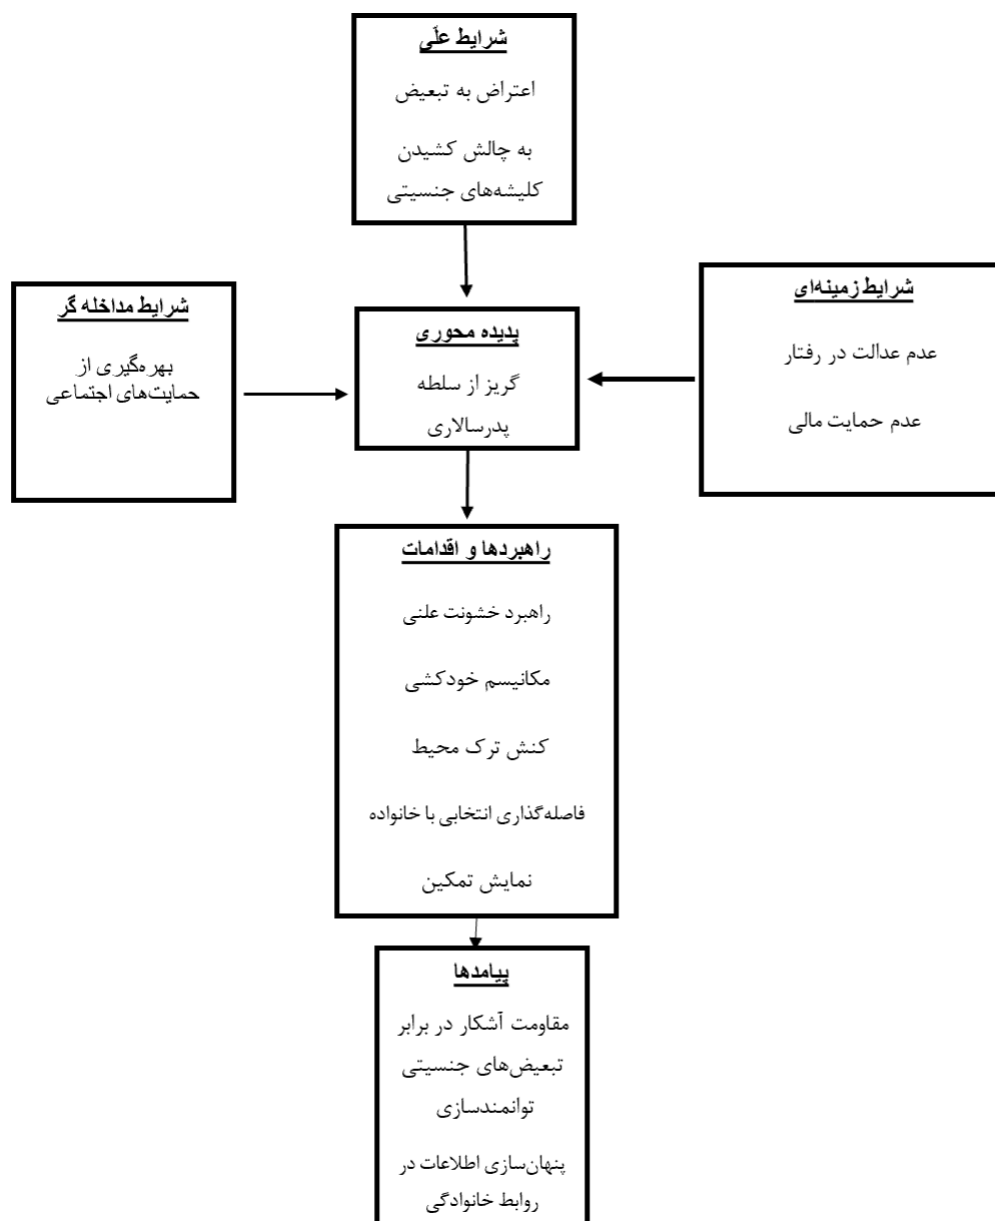 شرایط علّی
اعتراض به تبعیض
به چالش کشیدن
کلیشه‌های جنسیتی
شرایط زمینه‌ای
عدم عدالت در رفتار
عدم حمایت مالی
پدیده محوری
گریز از سلطه
پدرسالاری
شرایط مداخله گر
بهره‌گیری از
حمایت‌های اجتماعی
راهبردها و اقدامات
راهبرد خشونت علنی
مکانیسم خودکشی
کنش ترک محیط
فاصله‌گذاری انتخابی با خانواده
نمایش تمکین
پیامدها
مقاومت آشکار در برابر
تبعیض‌های جنسیتی
توانمندسازی
پنهان‌سازی اطلاعات در
روابط خانوادگی